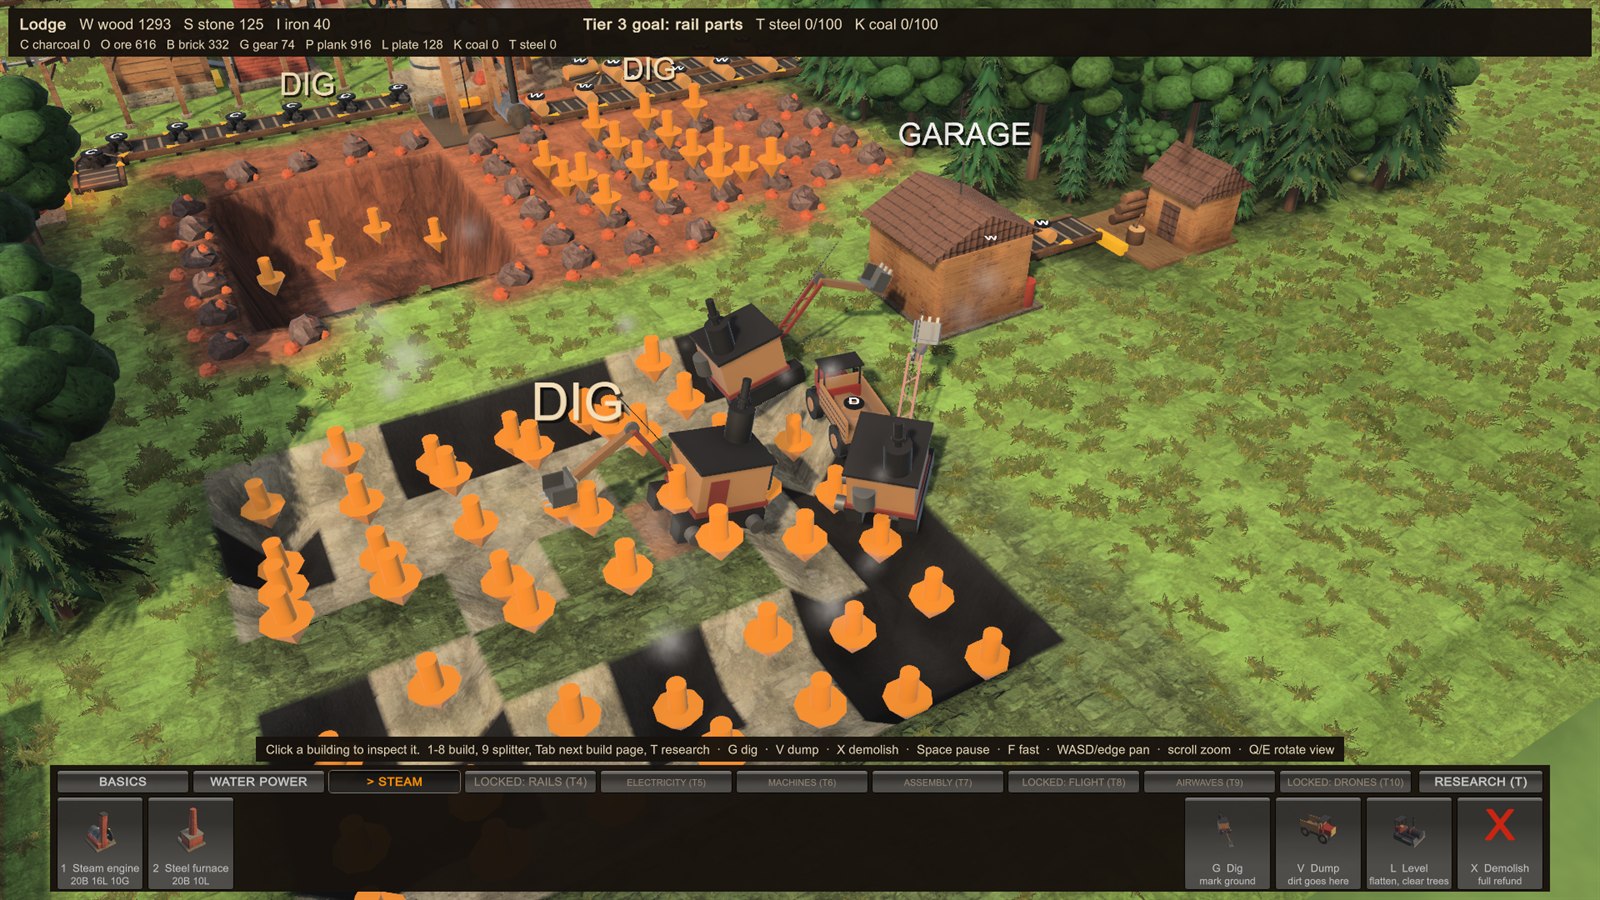 Lodge W wood 1293 S stone 125 I iron 40
Tier 3 goal: rail parts T steel 0/100 K coal 0/100
C charcoal 0 O ore 616 B brick 332 G gear 74 P plank 916 L plate 128 K coal 0 T steel 0
DIG
DIG
GARAGE
DIG
D
Click a building to inspect it. 1-8 build, 9 splitter, Tab next build page, T research · G dig · V dump · X demolish · Space pause · F fast · WASD/edge pan · scroll zoom · Q/E rotate view
BASICS
WATER POWER
> STEAM
LOCKED: RAILS (T4)
ELECTRICITY (T5)
MACHINES (T6)
ASSEMBLY (T7)
LOCKED: FLIGHT (T8)
AIRWAVES (T9)
LOCKED: DRONES (T10)
RESEARCH (T)
1 Steam engine
20B 16L 10G
2 Steel furnace
20B 10L
G Dig
mark ground
V Dump
dirt goes here
L Level
flatten, clear trees
X Demolish
full refund